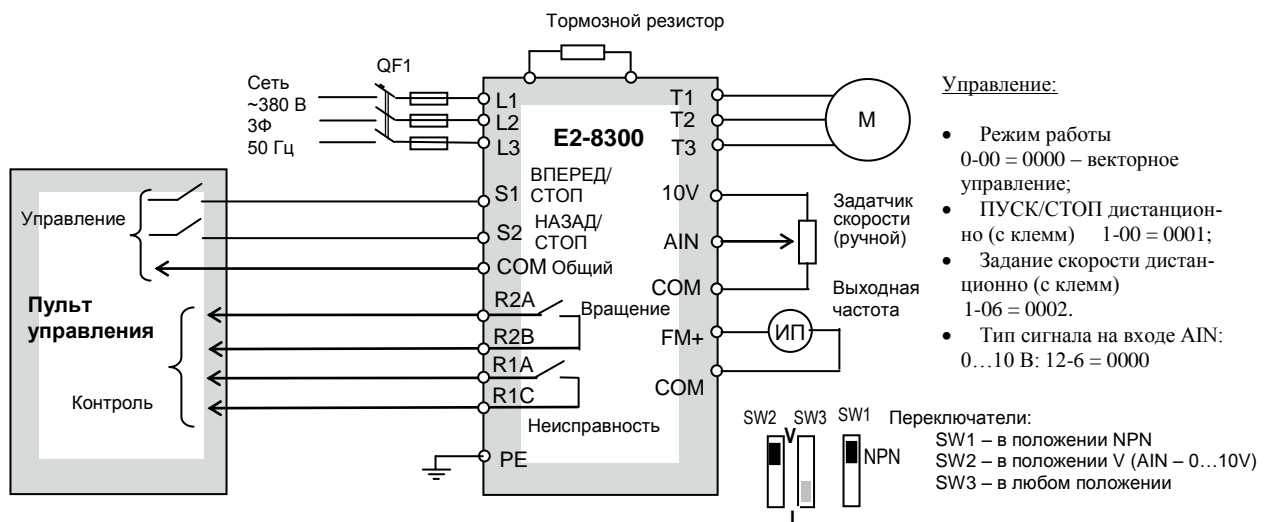 Тормозной резистор
QF1
Сеть
~380 В
3Ф
50 Гц
L1
L2
L3
E2-8300
T1
T2
T3
М
ВПЕРЕД/
S1 СТОП
НАЗАД/
S2 СТОП
COM Общий
10V
AIN
COM
Задатчик
скорости
(ручной)
Управление
Пульт
управления
Контроль
R2A
Вращение
R2B
R1A
R1C
Неисправность
PE
Выходная
частота
FM+
ИП
COM
Управление:
• Режим работы
0-00 = 0000 – векторное
управление;
• ПУСК/СТОП дистанцион-
но (с клемм) 1-00 = 0001;
• Задание скорости дистан-
ционно (с клемм)
1-06 = 0002.
• Тип сигнала на входе AIN:
0…10 В: 12-6 = 0000
SW2 SW3 SW1
V
NPN
I
Переключатели:
SW1 – в положении NPN
SW2 – в положении V (AIN – 0…10V)
SW3 – в любом положении